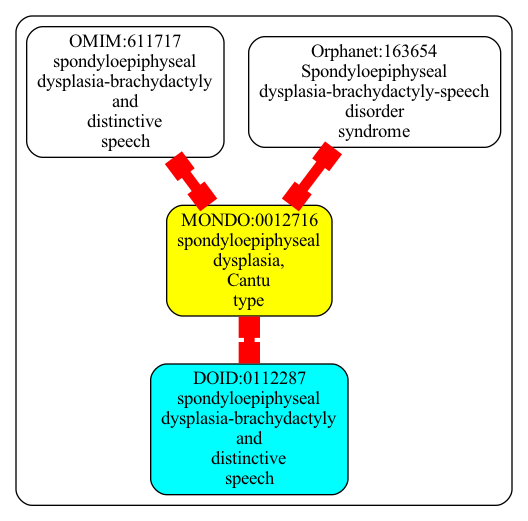 OMIM:611717
spondyloepiphyseal
dysplasia-brachydactyly
and
distinctive
speech
Orphanet:163654
Spondyloepiphyseal
dysplasia-brachydactyly-speech
disorder
syndrome
MONDO:0012716
spondyloepiphyseal
dysplasia,
Cantu
type
DOID:0112287
spondyloepiphyseal
dysplasia-brachydactyly
and
distinctive
speech